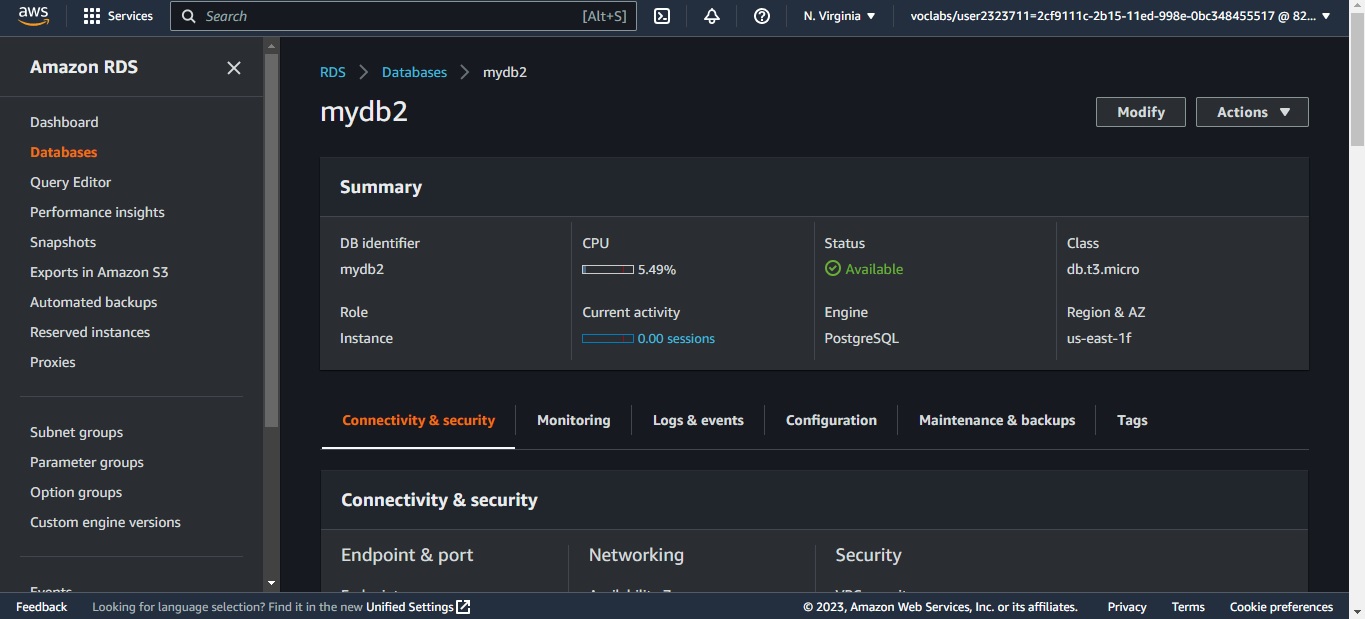 aws
Services
Search
[Alt+S]
N. Virginia
voclabs/user2323711=2cf9111c-2b15-11ed-998e-0bc348455517 @ 82...
Amazon RDS
Dashboard
Databases
Query Editor
Performance insights
Snapshots
Exports in Amazon S3
Automated backups
Reserved instances
Proxies
Subnet groups
Parameter groups
Option groups
Custom engine versions
Events
RDS
Databases
mydb2
mydb2
Modify
Actions
Summary
DB identifier
mydb2
CPU
5.49%
Status
Available
Class
db.t3.micro
Role
Instance
Current activity
0.00 sessions
Engine
PostgreSQL
Region & AZ
us-east-1f
Connectivity & security
Monitoring
Logs & events
Configuration
Maintenance & backups
Tags
Connectivity & security
Endpoint & port
Networking
Security
Feedback
Looking for language selection? Find it in the new Unified Settings
© 2023, Amazon Web Services, Inc. or its affiliates.
Privacy
Terms
Cookie preferences